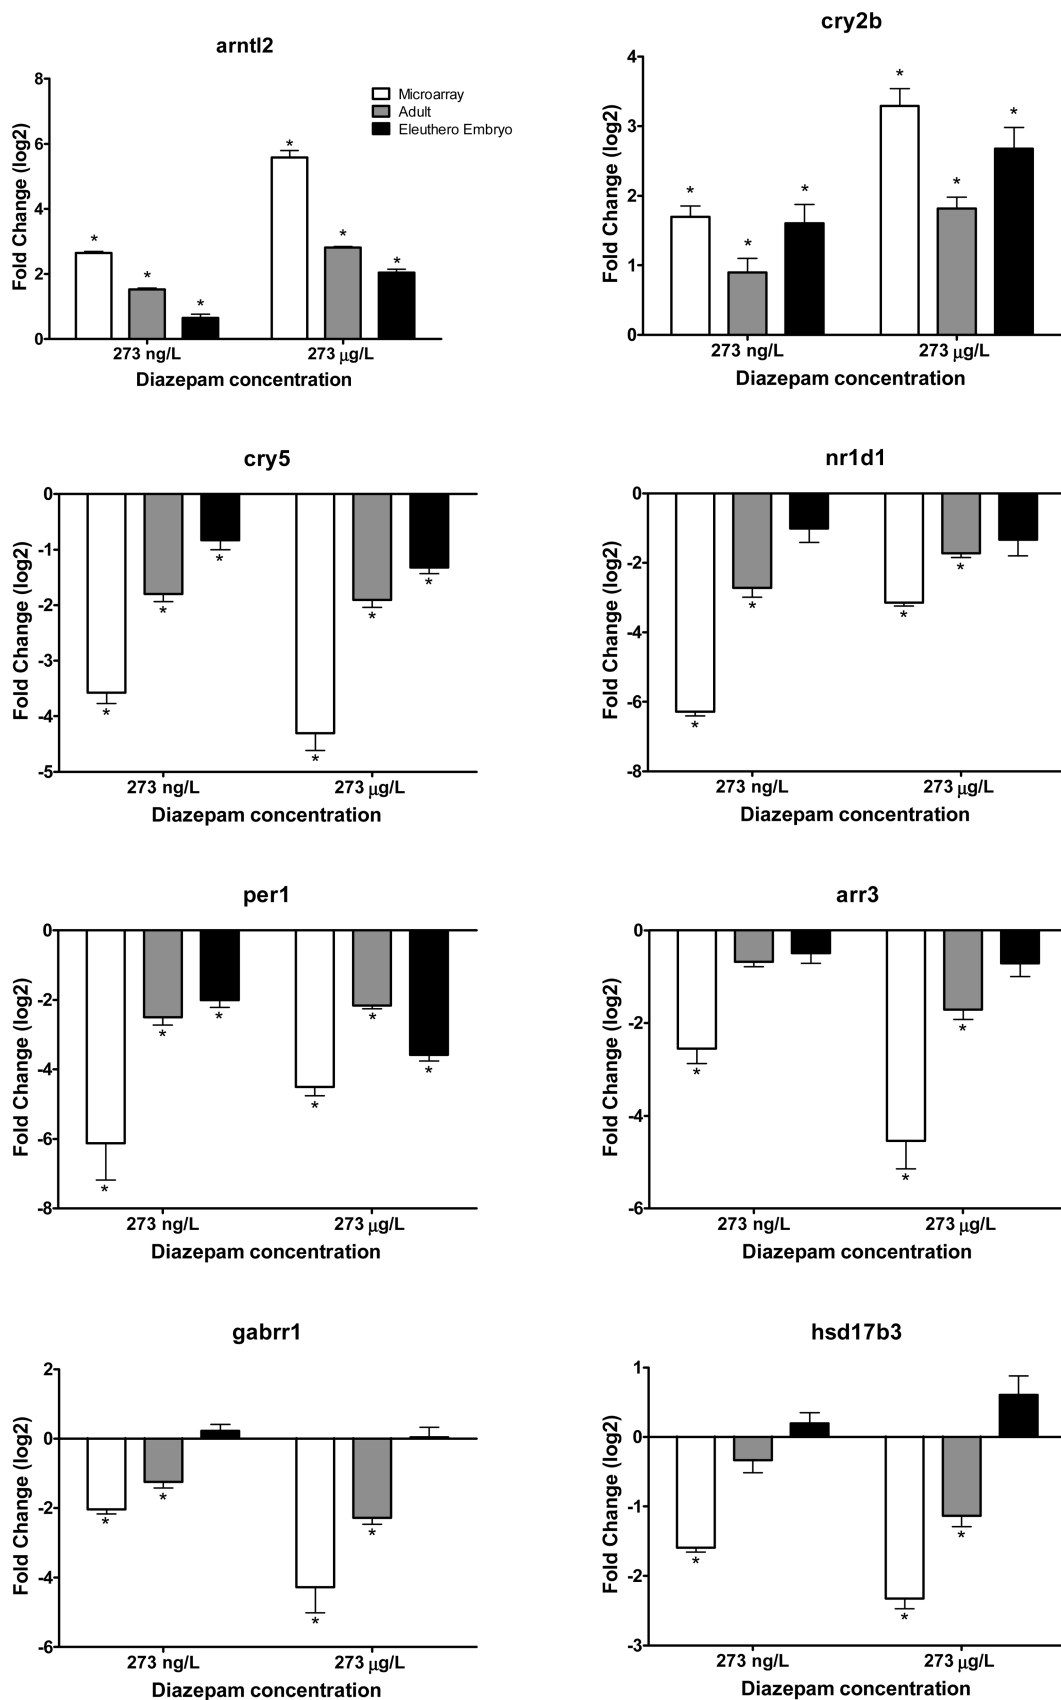 arntl2
8
6
4
2
0
Fold Change (log2)
Microarray
Adult
Eleuthero Embryo
* * * * * *
273 ng/L 273 µg/L
Diazepam concentration
cry2b
4
3
2
1
0
Fold Change (log2)
* * * * * *
273 ng/L 273 µg/L
Diazepam concentration
cry5
0
-1
-2
-3
-4
-5
Fold Change (log2)
* * * * * *
273 ng/L 273 µg/L
Diazepam concentration
nr1d1
0
-2
-4
-6
-8
Fold Change (log2)
* * * *
273 ng/L 273 µg/L
Diazepam concentration
per1
0
-2
-4
-6
-8
Fold Change (log2)
* * * * * *
273 ng/L 273 µg/L
Diazepam concentration
arr3
0
-2
-4
-6
Fold Change (log2)
* * *
273 ng/L 273 µg/L
Diazepam concentration
gabrr1
2
0
-2
-4
-6
Fold Change (log2)
* * * *
273 ng/L 273 µg/L
Diazepam concentration
hsd17b3
1
0
-1
-2
-3
Fold Change (log2)
* * *
273 ng/L 273 µg/L
Diazepam concentration